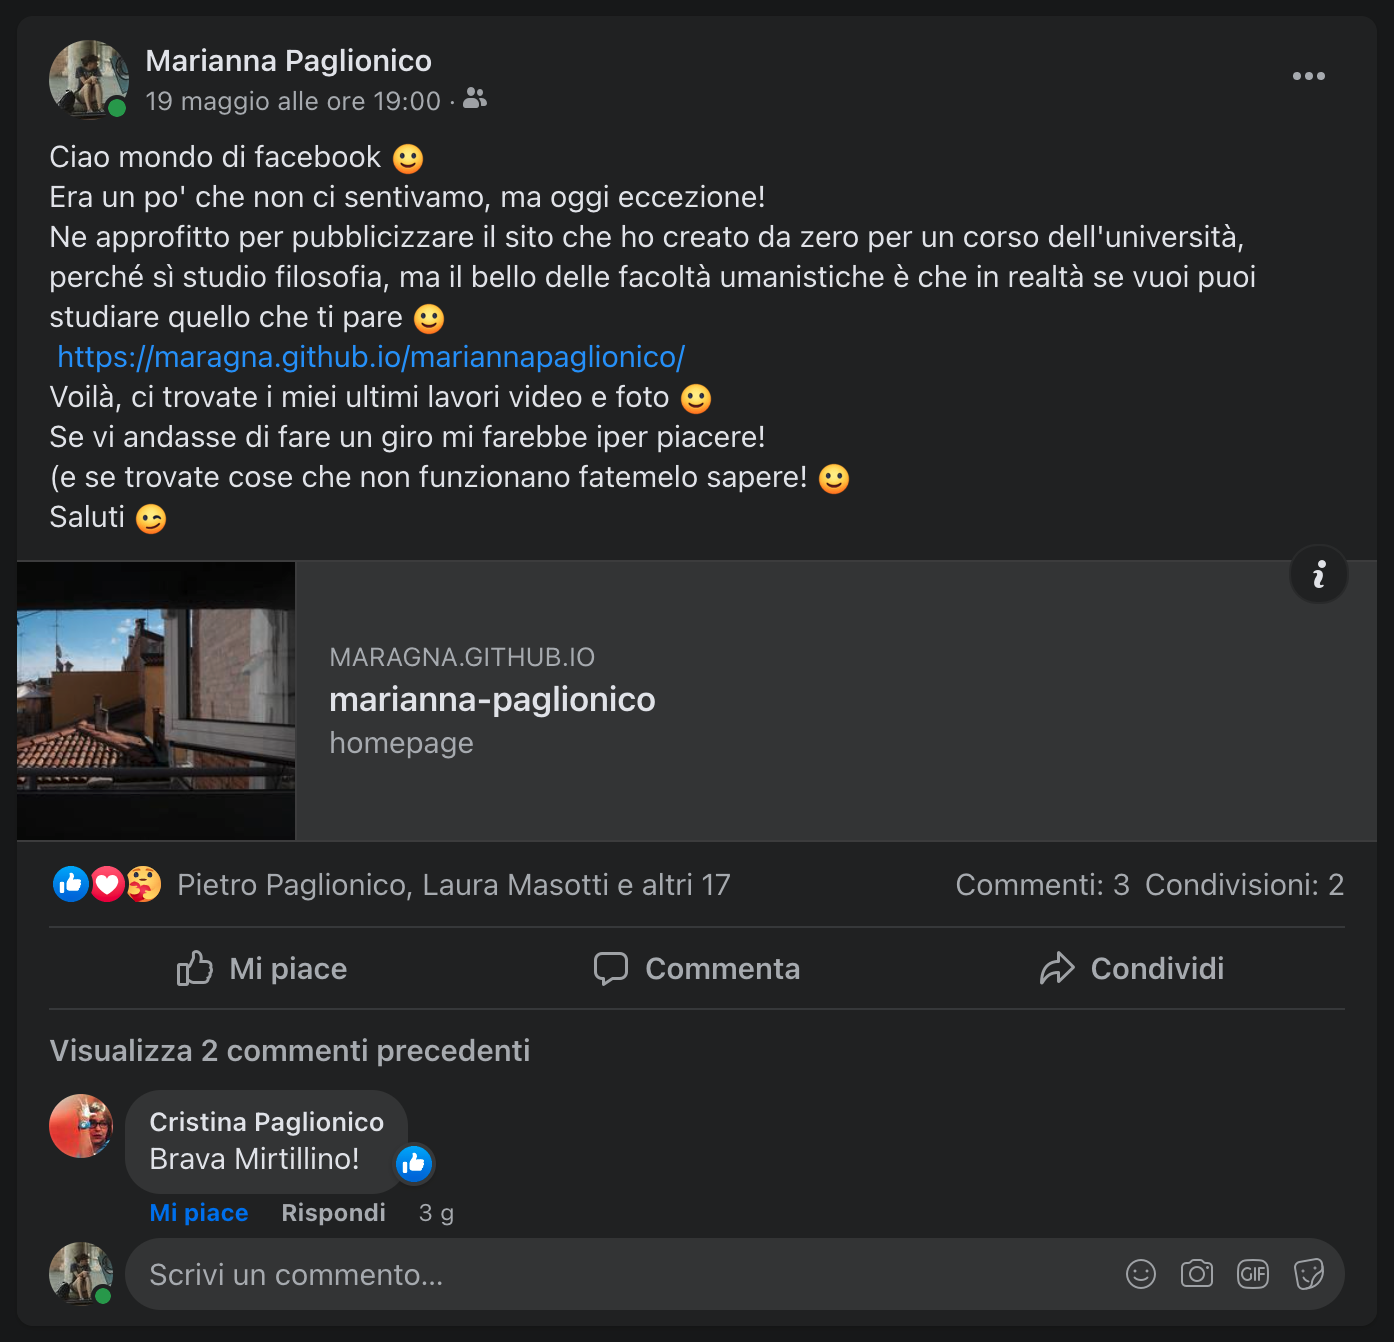 Marianna Paglionico
19 maggio alle ore 19:00 ·
Ciao mondo di facebook 🙂
Era un po' che non ci sentivamo, ma oggi eccezione!
Ne approfitto per pubblicizzare il sito che ho creato da zero per un corso dell'università,
perché sì studio filosofia, ma il bello delle facoltà umanistiche è che in realtà se vuoi puoi
studiare quello che ti pare 🙂
https://maragna.github.io/mariannapaglionico/
Voilà, ci trovate i miei ultimi lavori video e foto 🙂
Se vi andasse di fare un giro mi farebbe iper piacere!
(e se trovate cose che non funzionano fatemelo sapere! 🙂
Saluti 😉
i
MARAGNA.GITHUB.IO
marianna-paglionico
homepage
Pietro Paglionico, Laura Masotti e altri 17 Commenti: 3 Condivisioni: 2
Mi piace Commenta Condividi
Visualizza 2 commenti precedenti
Cristina Paglionico
Brava Mirtillino!
Mi piace Rispondi 3 g
Scrivi un commento... GIF